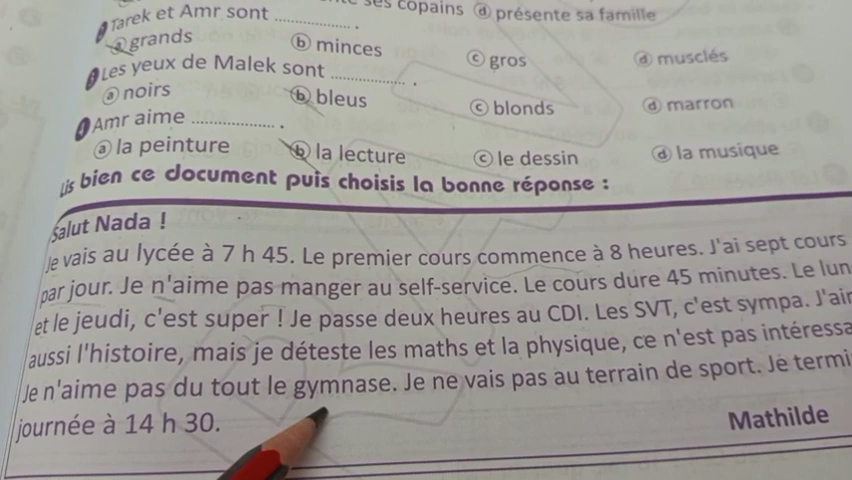 ses copains ⓓ présente sa famille
Tarek et Amr sont ............... .
ⓐ grands ⓑ minces ⓒ gros ⓓ musclés
Les yeux de Malek sont ............... .
ⓐ noirs ⓑ bleus ⓒ blonds ⓓ marron
4 Amr aime ............... .
ⓐ la peinture ⓑ la lecture ⓒ le dessin ⓓ la musique
Lis bien ce document puis choisis la bonne réponse :
Salut Nada !
Je vais au lycée à 7 h 45. Le premier cours commence à 8 heures. J'ai sept cours
par jour. Je n'aime pas manger au self-service. Le cours dure 45 minutes. Le lun
et le jeudi, c'est super ! Je passe deux heures au CDI. Les SVT, c'est sympa. J'aim
aussi l'histoire, mais je déteste les maths et la physique, ce n'est pas intéressa
Je n'aime pas du tout le gymnase. Je ne vais pas au terrain de sport. Je termi
journée à 14 h 30.
Mathilde